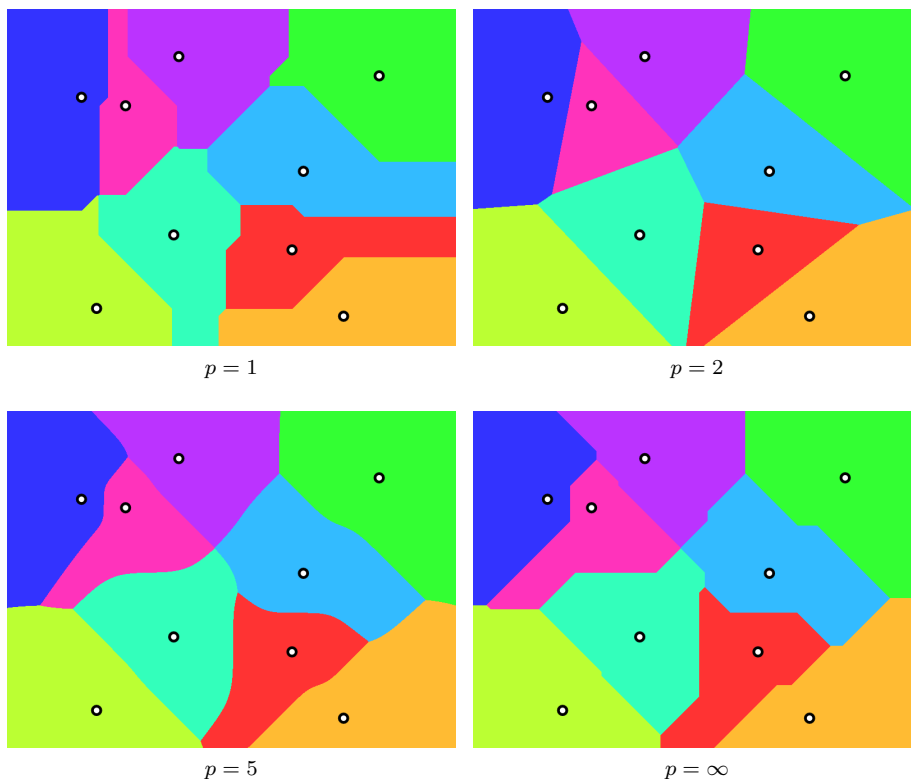 p = 1
p = 2
p = 5
p = ∞